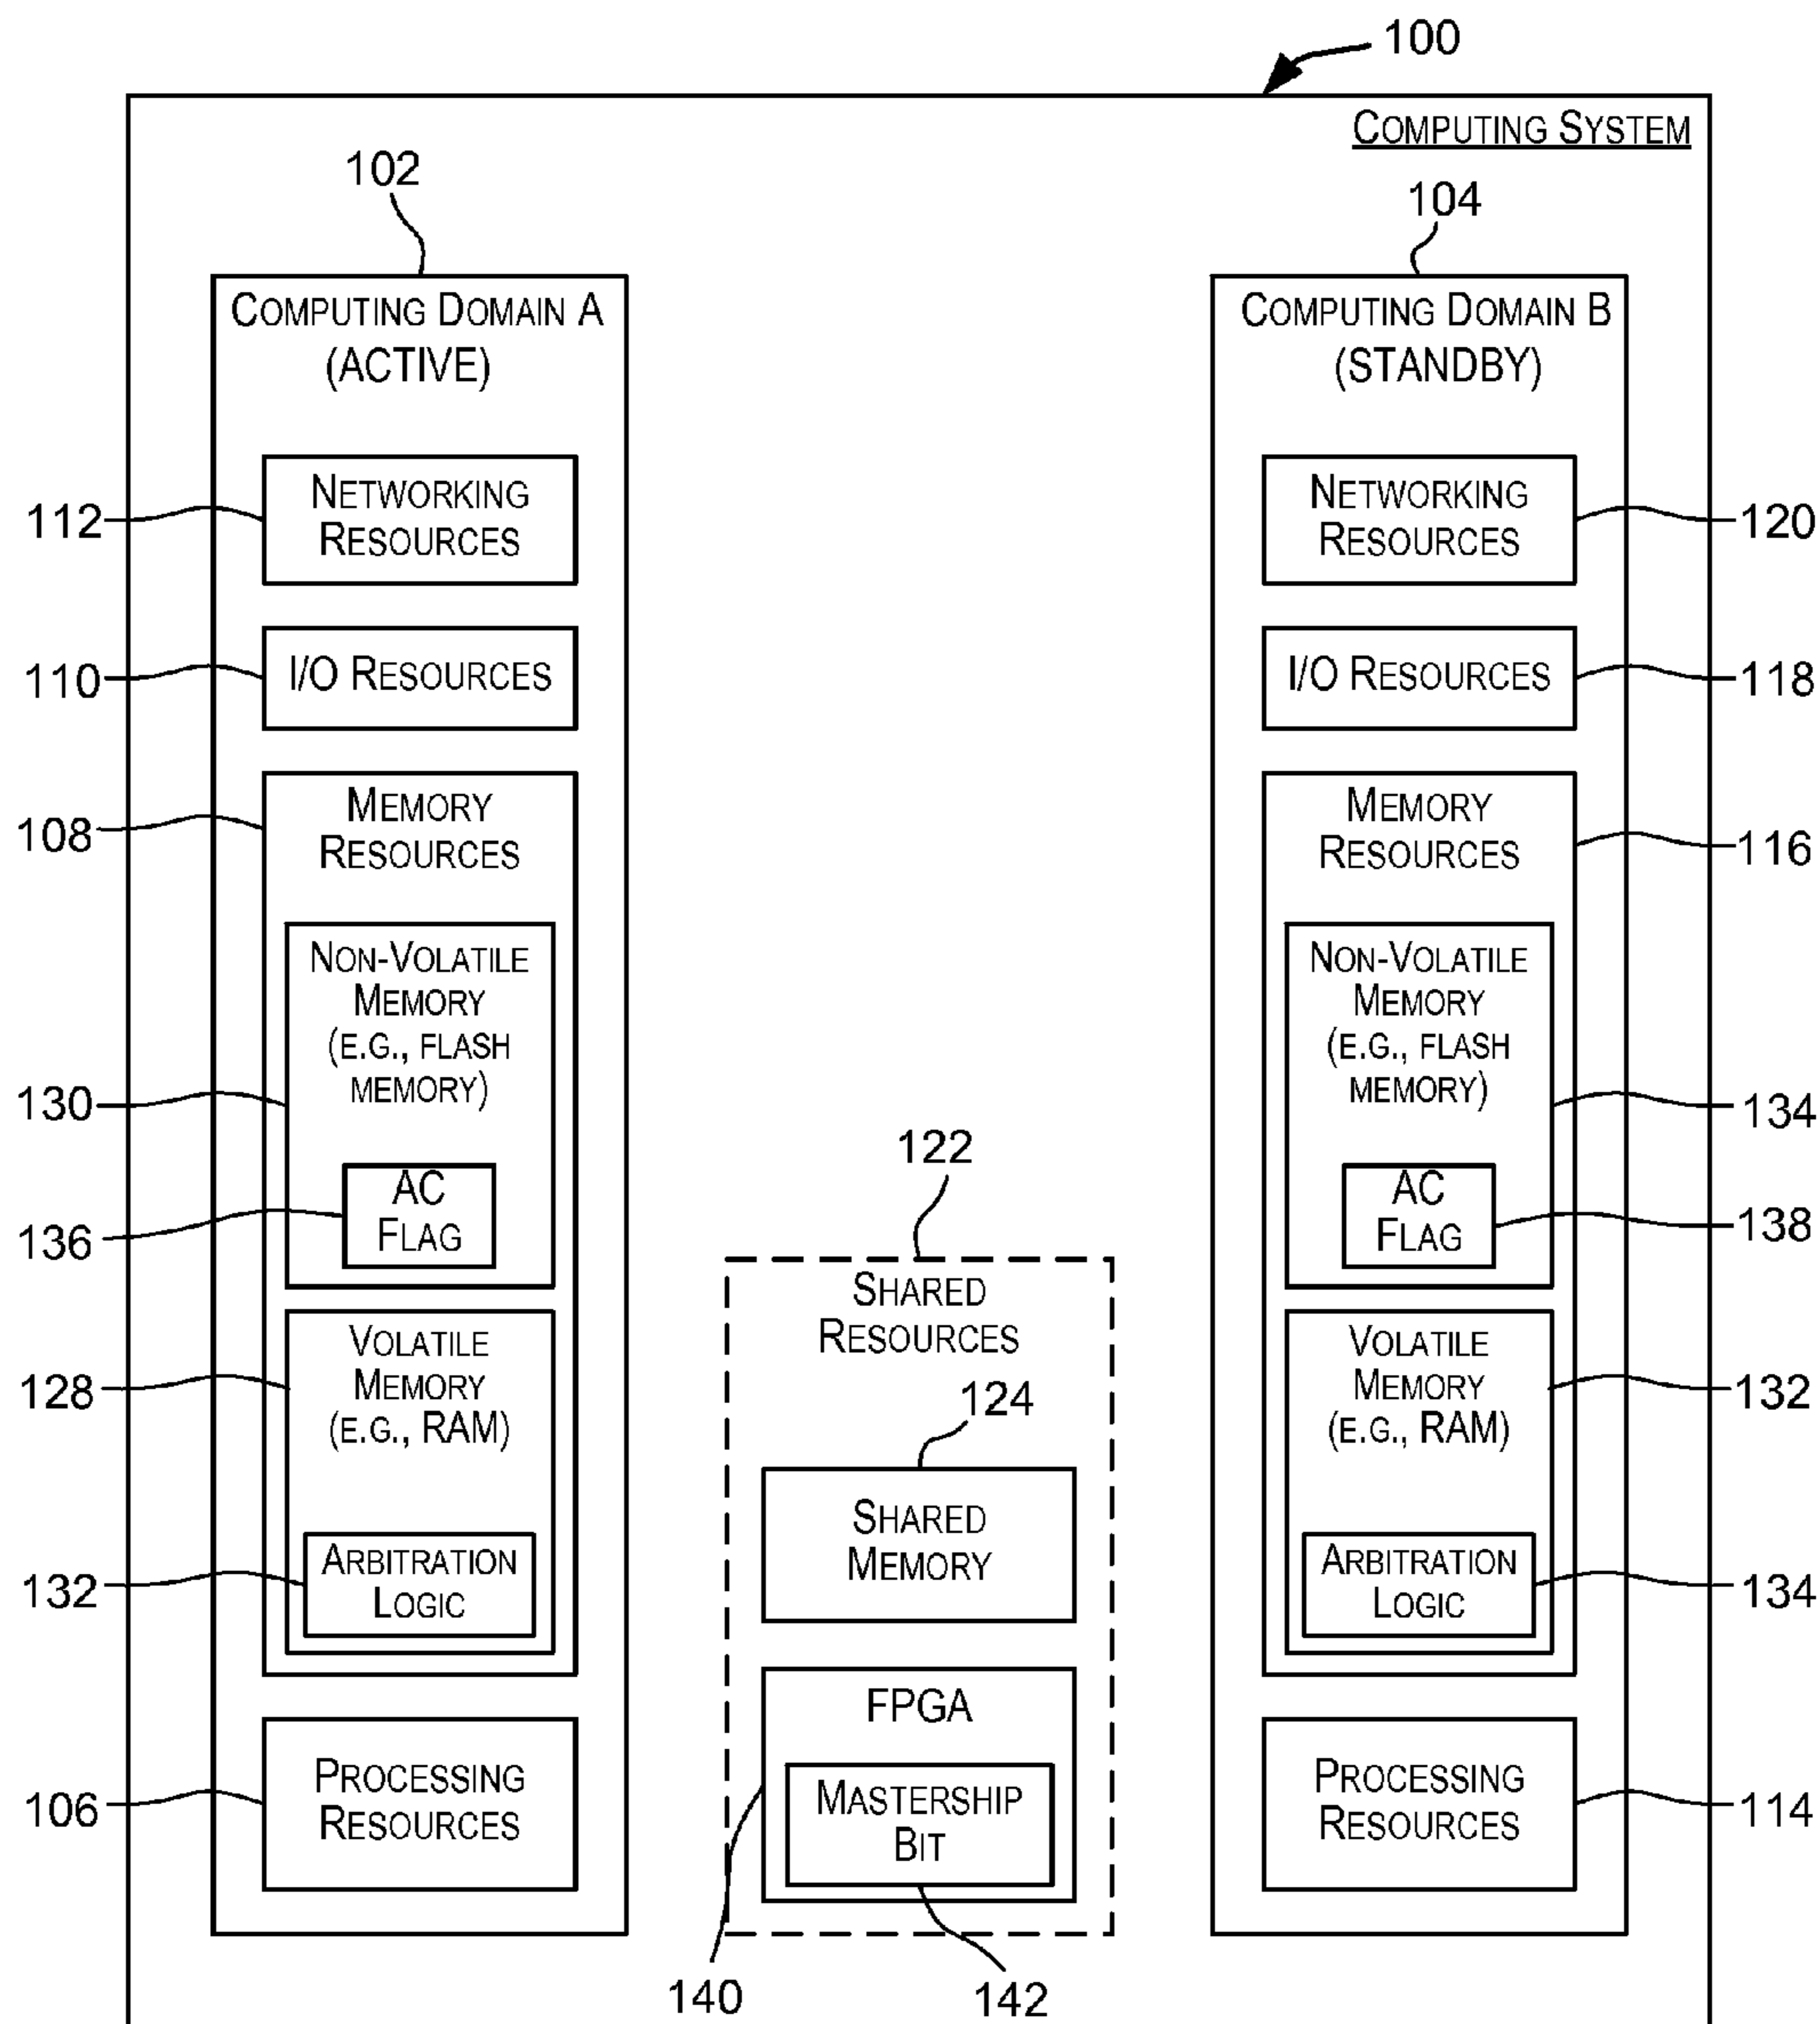 100
COMPUTING SYSTEM
102
104
COMPUTING DOMAIN A
(ACTIVE)
COMPUTING DOMAIN B
(STANDBY)
NETWORKING
RESOURCES
112
NETWORKING
RESOURCES
120
I/O RESOURCES
110
I/O RESOURCES
118
MEMORY
RESOURCES
108
MEMORY
RESOURCES
116
NON-VOLATILE
MEMORY
(E.G., FLASH
MEMORY)
130
NON-VOLATILE
MEMORY
(E.G., FLASH
MEMORY)
134
AC
FLAG
136
AC
FLAG
138
122
SHARED
RESOURCES
VOLATILE
MEMORY
(E.G., RAM)
128
VOLATILE
MEMORY
(E.G., RAM)
132
124
SHARED
MEMORY
ARBITRATION
LOGIC
132
ARBITRATION
LOGIC
134
FPGA
MASTERSHIP
BIT
PROCESSING
RESOURCES
106
PROCESSING
RESOURCES
114
140
142